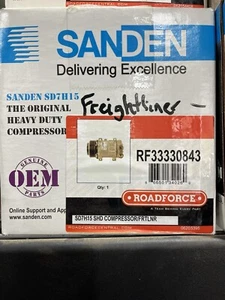 SANDEN
Delivering Excellence
SANDEN SD7H15
THE ORIGINAL
HEAVY DUTY
COMPRESSOR
Freightliner -
RF33330843
Qty: 1
GENUINE
OEM
PARTS
ROADFORCE
Online Support and
www.sanden.com
SD7H15 SHD COMPRESSOR/FRTLNR